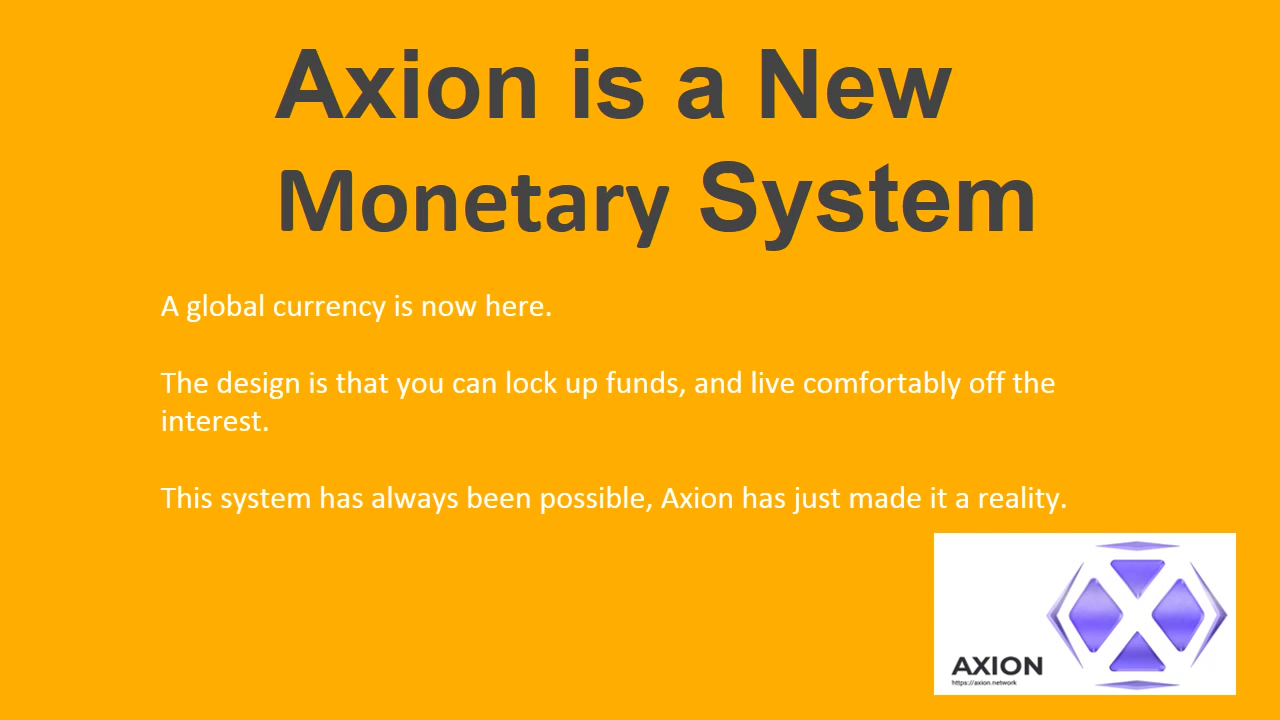 Axion is a New
Monetary System
A global currency is now here.
The design is that you can lock up funds, and live comfortably off the
interest.
This system has always been possible, Axion has just made it a reality.
AXION
https://axion.network